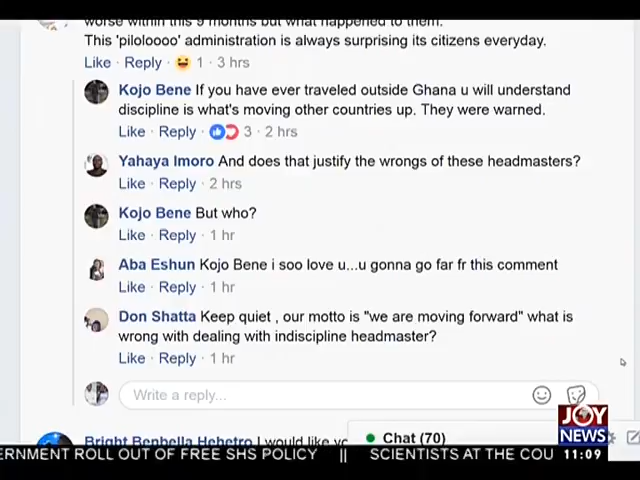 worse within this 9 months but what happened to them.
This 'piloloooo' administration is always surprising its citizens everyday.
Like · Reply · 1 · 3 hrs
Kojo Bene If you have ever traveled outside Ghana u will understand
discipline is what's moving other countries up. They were warned.
Like · Reply · 3 · 2 hrs
Yahaya Imoro And does that justify the wrongs of these headmasters?
Like · Reply · 2 hrs
Kojo Bene But who?
Like · Reply · 1 hr
Aba Eshun Kojo Bene i soo love u...u gonna go far fr this comment
Like · Reply · 1 hr
Don Shatta Keep quiet , our motto is "we are moving forward" what is
wrong with dealing with indiscipline headmaster?
Like · Reply · 1 hr
Write a reply...
Bright Benbella Hehetro I would like
Chat (70)
JOY
NEWS
ERNMENT ROLL OUT OF FREE SHS POLICY || SCIENTISTS AT THE COU
11:09